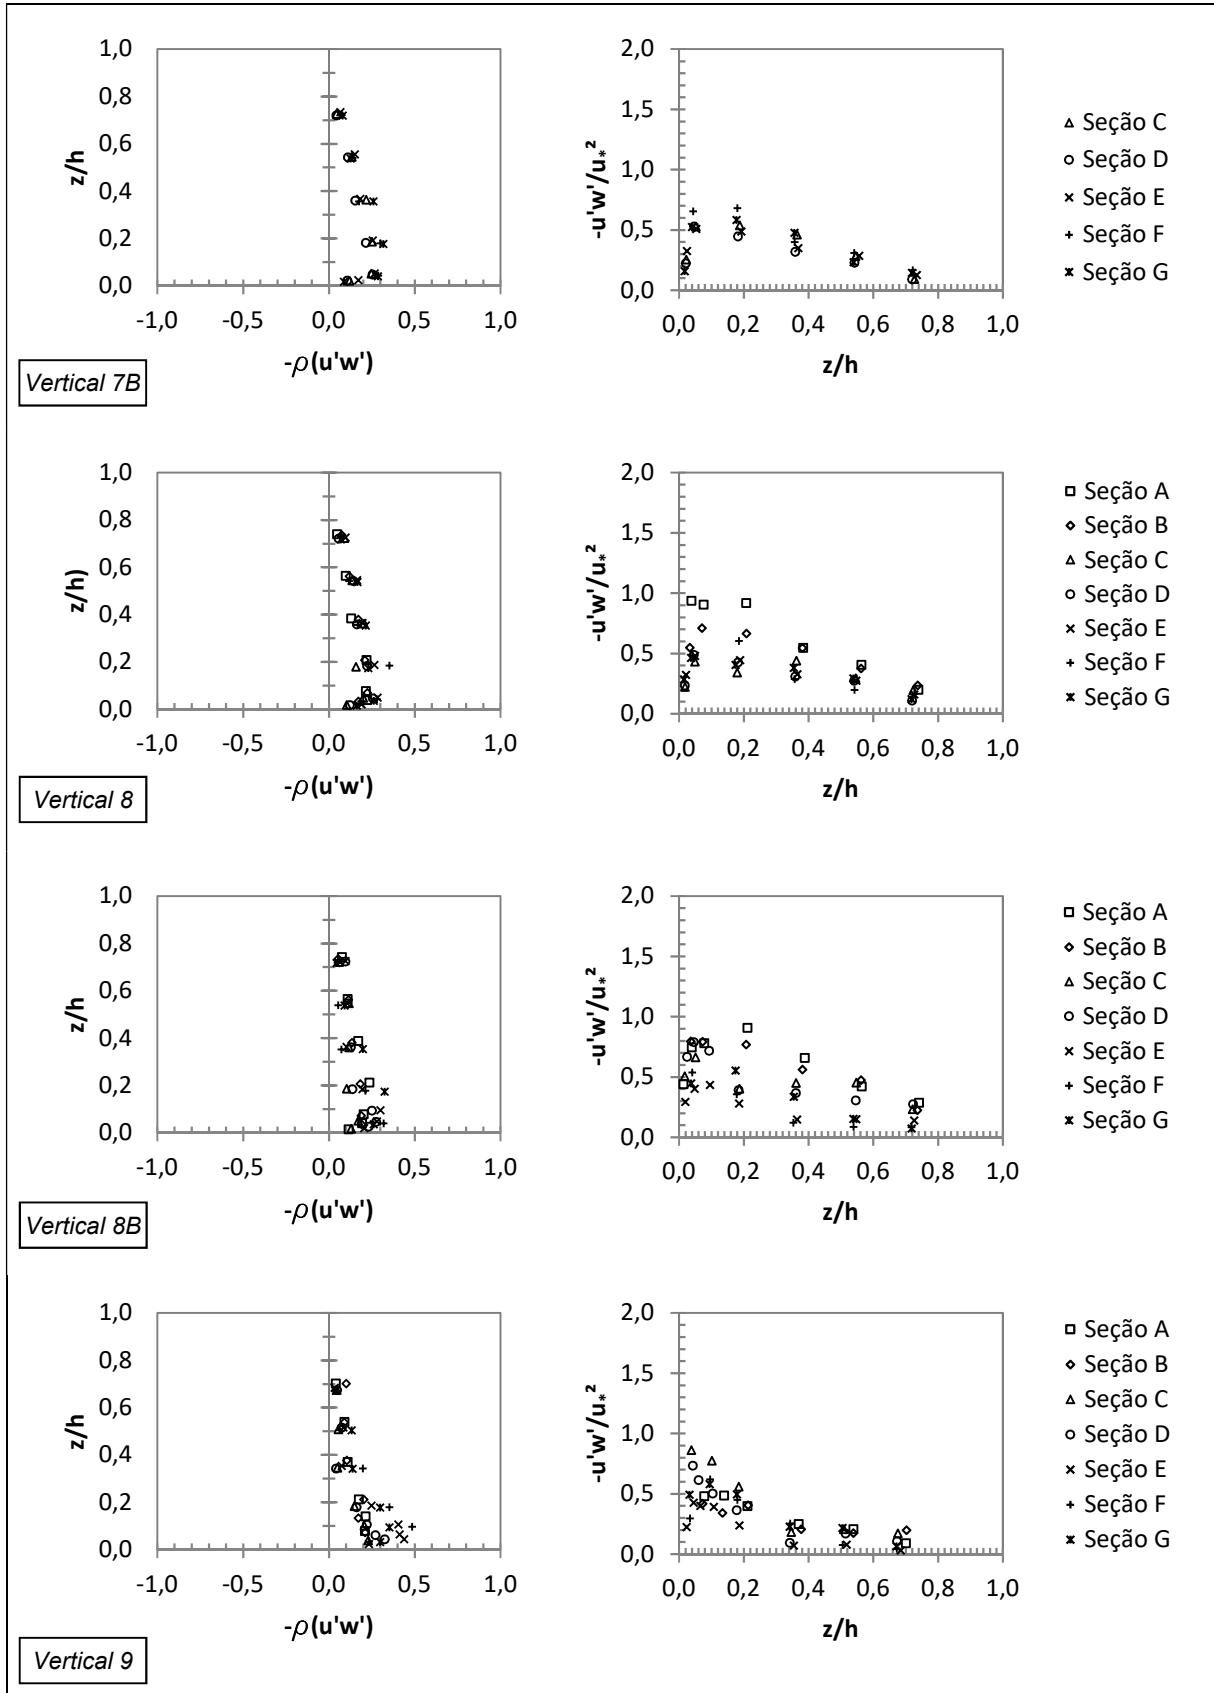 1,0
0,8
0,6
0,4
0,2
0,0
z/h
-1,0 -0,5 0,0 0,5 1,0
-ρ(u'w')
2,0
1,5
1,0
0,5
0,0
-u'w'/u*²
0,0 0,2 0,4 0,6 0,8 1,0
z/h
Seção C
Seção D
Seção E
Seção F
Seção G
Vertical 7B
1,0
0,8
0,6
0,4
0,2
0,0
z/h)
-1,0 -0,5 0,0 0,5 1,0
-ρ(u'w')
2,0
1,5
1,0
0,5
0,0
-u'w'/u*²
0,0 0,2 0,4 0,6 0,8 1,0
z/h
Seção A
Seção B
Seção C
Seção D
Seção E
Seção F
Seção G
Vertical 8
1,0
0,8
0,6
0,4
0,2
0,0
z/h
-1,0 -0,5 0,0 0,5 1,0
-ρ(u'w')
2,0
1,5
1,0
0,5
0,0
-u'w'/u*²
0,0 0,2 0,4 0,6 0,8 1,0
z/h
Seção A
Seção B
Seção C
Seção D
Seção E
Seção F
Seção G
Vertical 8B
1,0
0,8
0,6
0,4
0,2
0,0
z/h
-1,0 -0,5 0,0 0,5 1,0
-ρ(u'w')
2,0
1,5
1,0
0,5
0,0
-u'w'/u*²
0,0 0,2 0,4 0,6 0,8 1,0
z/h
Seção A
Seção B
Seção C
Seção D
Seção E
Seção F
Seção G
Vertical 9